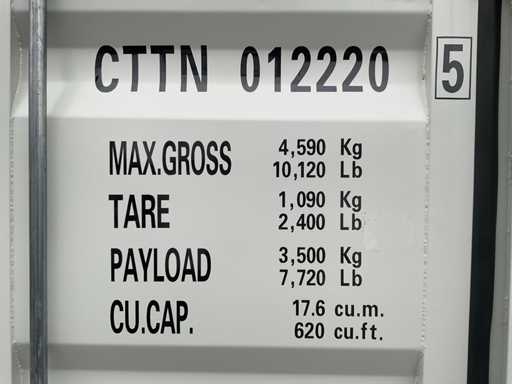 CTTN 012220 5
MAX.GROSS 4,590 Kg
10,120 Lb
TARE 1,090 Kg
2,400 Lb
PAYLOAD 3,500 Kg
7,720 Lb
CU.CAP. 17.6 cu.m.
620 cu.ft.